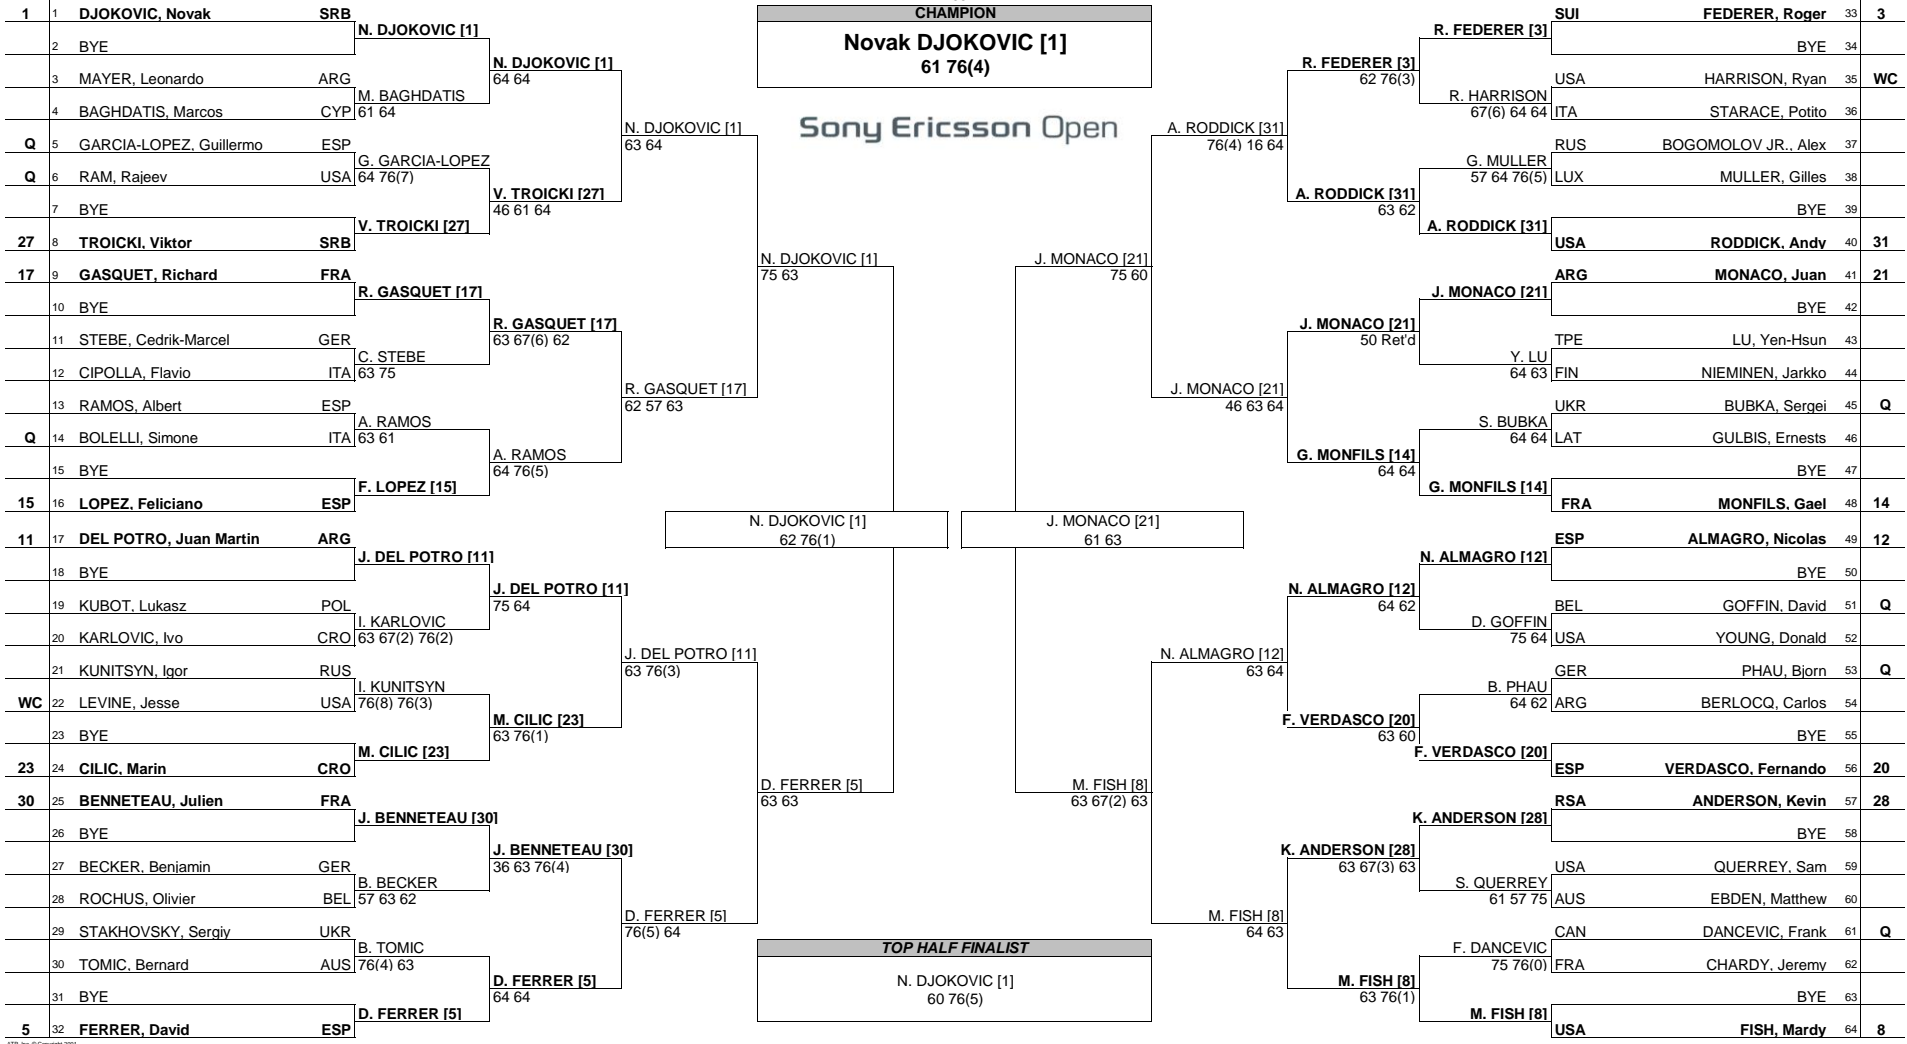 CHAMPION
Novak DJOKOVIC [1]
61 76(4)
Sony Ericsson Open
1 1 DJOKOVIC, Novak SRB
2 BYE
3 MAYER, Leonardo ARG
4 BAGHDATIS, Marcos CYP
Q 5 GARCIA-LOPEZ, Guillermo ESP
Q 6 RAM, Rajeev USA
7 BYE
27 8 TROICKI, Viktor SRB
17 9 GASQUET, Richard FRA
10 BYE
11 STEBE, Cedrik-Marcel GER
12 CIPOLLA, Flavio ITA
13 RAMOS, Albert ESP
Q 14 BOLELLI, Simone ITA
15 BYE
15 16 LOPEZ, Feliciano ESP
11 17 DEL POTRO, Juan Martin ARG
18 BYE
19 KUBOT, Lukasz POL
20 KARLOVIC, Ivo CRO
21 KUNITSYN, Igor RUS
WC 22 LEVINE, Jesse USA
23 BYE
23 24 CILIC, Marin CRO
30 25 BENNETEAU, Julien FRA
26 BYE
27 BECKER, Benjamin GER
28 ROCHUS, Olivier BEL
29 STAKHOVSKY, Sergiy UKR
30 TOMIC, Bernard AUS
31 BYE
5 32 FERRER, David ESP
N. DJOKOVIC [1]
M. BAGHDATIS
61 64
G. GARCIA-LOPEZ
64 76(7)
V. TROICKI [27]
R. GASQUET [17]
C. STEBE
63 75
A. RAMOS
63 61
F. LOPEZ [15]
J. DEL POTRO [11]
I. KARLOVIC
63 67(2) 76(2)
I. KUNITSYN
76(8) 76(3)
M. CILIC [23]
J. BENNETEAU [30]
B. BECKER
57 63 62
B. TOMIC
76(4) 63
D. FERRER [5]
N. DJOKOVIC [1]
64 64
V. TROICKI [27]
46 61 64
R. GASQUET [17]
63 67(6) 62
A. RAMOS
64 76(5)
J. DEL POTRO [11]
75 64
M. CILIC [23]
63 76(1)
J. BENNETEAU [30]
36 63 76(4)
D. FERRER [5]
64 64
N. DJOKOVIC [1]
63 64
R. GASQUET [17]
62 57 63
J. DEL POTRO [11]
63 76(3)
D. FERRER [5]
76(5) 64
N. DJOKOVIC [1]
75 63
D. FERRER [5]
63 63
N. DJOKOVIC [1]
62 76(1)
J. MONACO [21]
61 63
TOP HALF FINALIST
N. DJOKOVIC [1]
60 76(5)
J. MONACO [21]
75 60
M. FISH [8]
63 67(2) 63
A. RODDICK [31]
76(4) 16 64
J. MONACO [21]
46 63 64
N. ALMAGRO [12]
63 64
M. FISH [8]
64 63
R. FEDERER [3]
62 76(3)
A. RODDICK [31]
63 62
J. MONACO [21]
50 Ret'd
G. MONFILS [14]
64 64
N. ALMAGRO [12]
64 62
F. VERDASCO [20]
63 60
K. ANDERSON [28]
63 67(3) 63
M. FISH [8]
63 76(1)
R. FEDERER [3]
R. HARRISON
67(6) 64 64
G. MULLER
57 64 76(5)
A. RODDICK [31]
J. MONACO [21]
Y. LU
64 63
S. BUBKA
64 64
G. MONFILS [14]
N. ALMAGRO [12]
D. GOFFIN
75 64
B. PHAU
64 62
F. VERDASCO [20]
K. ANDERSON [28]
S. QUERREY
61 57 75
F. DANCEVIC
75 76(0)
M. FISH [8]
SUI FEDERER, Roger 33 3
BYE 34
USA HARRISON, Ryan 35 WC
ITA STARACE, Potito 36
RUS BOGOMOLOV JR., Alex 37
LUX MULLER, Gilles 38
BYE 39
USA RODDICK, Andy 40 31
ARG MONACO, Juan 41 21
BYE 42
TPE LU, Yen-Hsun 43
FIN NIEMINEN, Jarkko 44
UKR BUBKA, Sergei 45 Q
LAT GULBIS, Ernests 46
BYE 47
FRA MONFILS, Gael 48 14
ESP ALMAGRO, Nicolas 49 12
BYE 50
BEL GOFFIN, David 51 Q
USA YOUNG, Donald 52
GER PHAU, Bjorn 53 Q
ARG BERLOCQ, Carlos 54
BYE 55
ESP VERDASCO, Fernando 56 20
RSA ANDERSON, Kevin 57 28
BYE 58
USA QUERREY, Sam 59
AUS EBDEN, Matthew 60
CAN DANCEVIC, Frank 61 Q
FRA CHARDY, Jeremy 62
BYE 63
USA FISH, Mardy 64 8